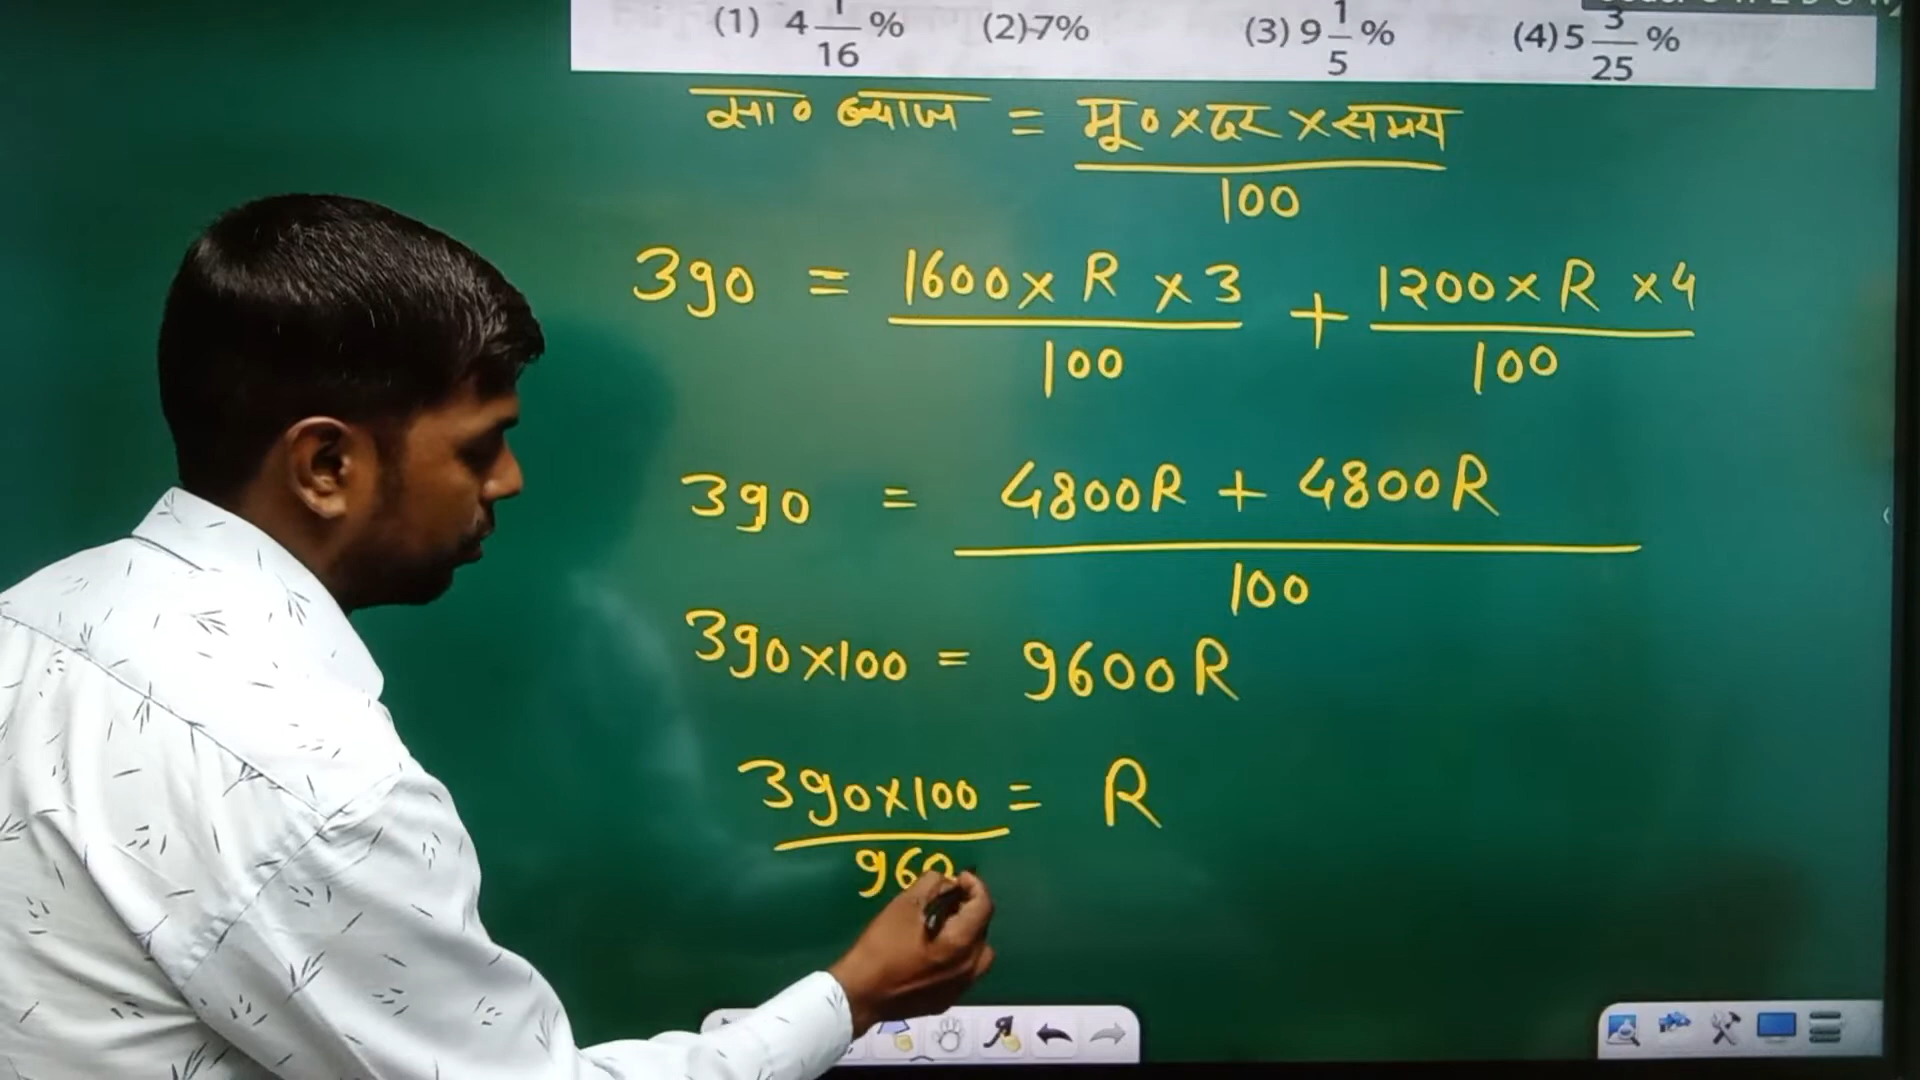 (1) 4 1/16 % (2) 7% (3) 9 1/5 % (4) 5 3/25 %
सा० ब्याज = मू० × दर × समय / 100
390 = 1600 × R × 3 / 100 + 1200 × R × 4 / 100
390 = 4800R + 4800R / 100
390×100 = 9600R
390×100 / 960 = R